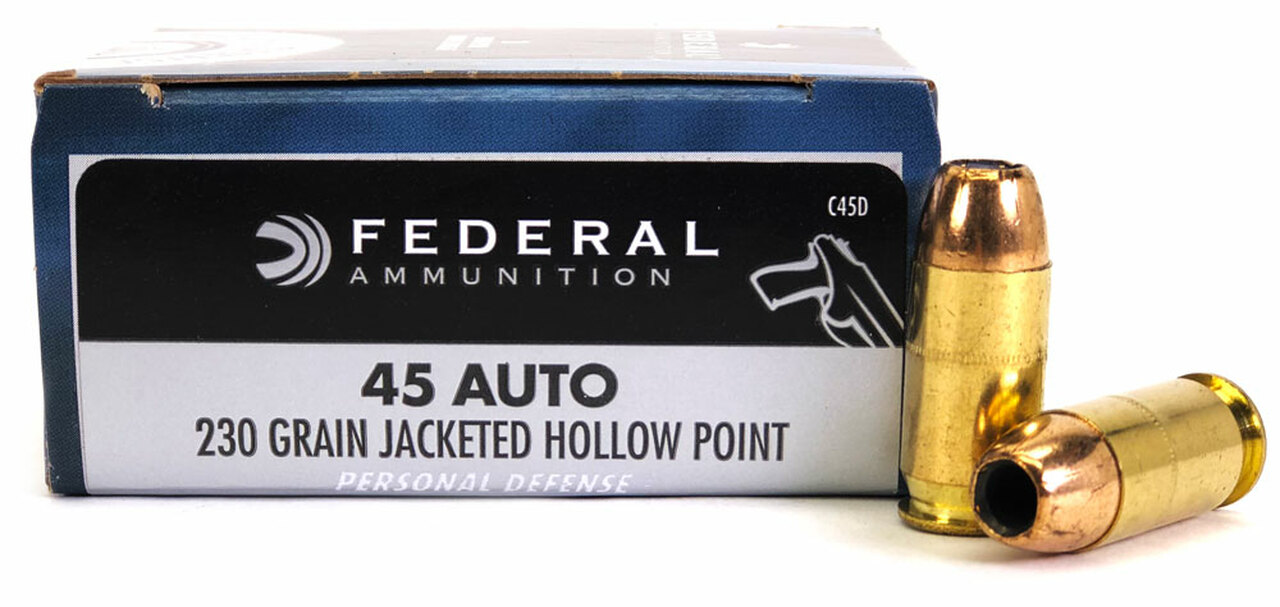 C45D
FEDERAL
AMMUNITION
45 AUTO
230 GRAIN JACKETED HOLLOW POINT
PERSONAL DEFENSE